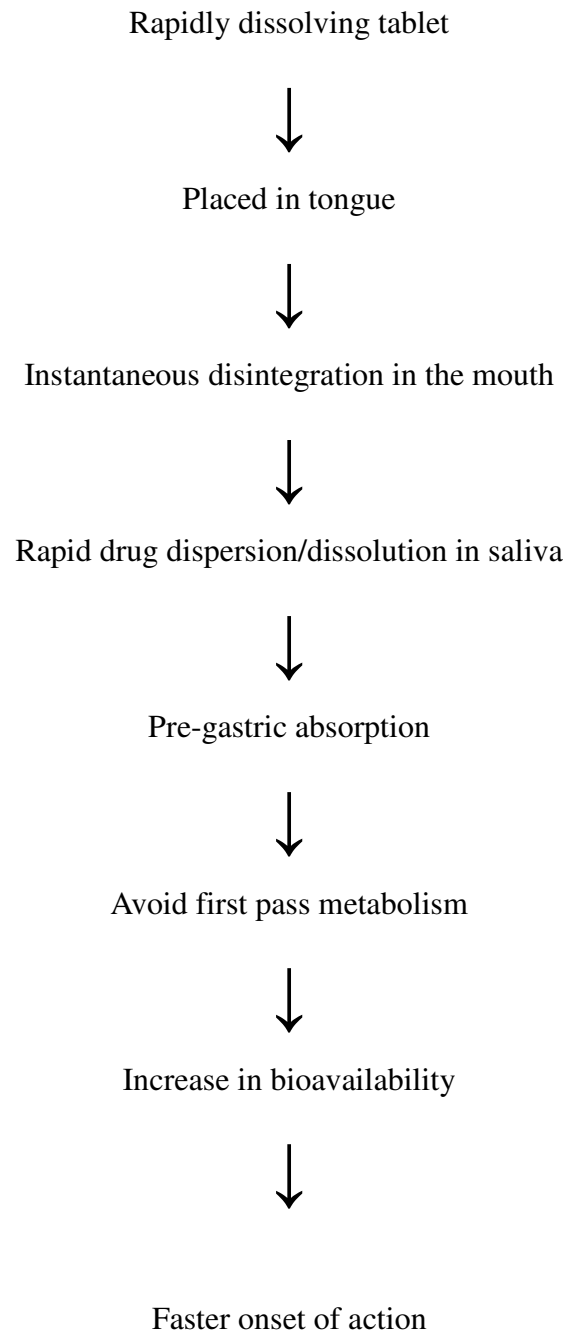 Rapidly dissolving tablet
Placed in tongue
Instantaneous disintegration in the mouth
Rapid drug dispersion/dissolution in saliva
Pre-gastric absorption
Avoid first pass metabolism
Increase in bioavailability
Faster onset of action